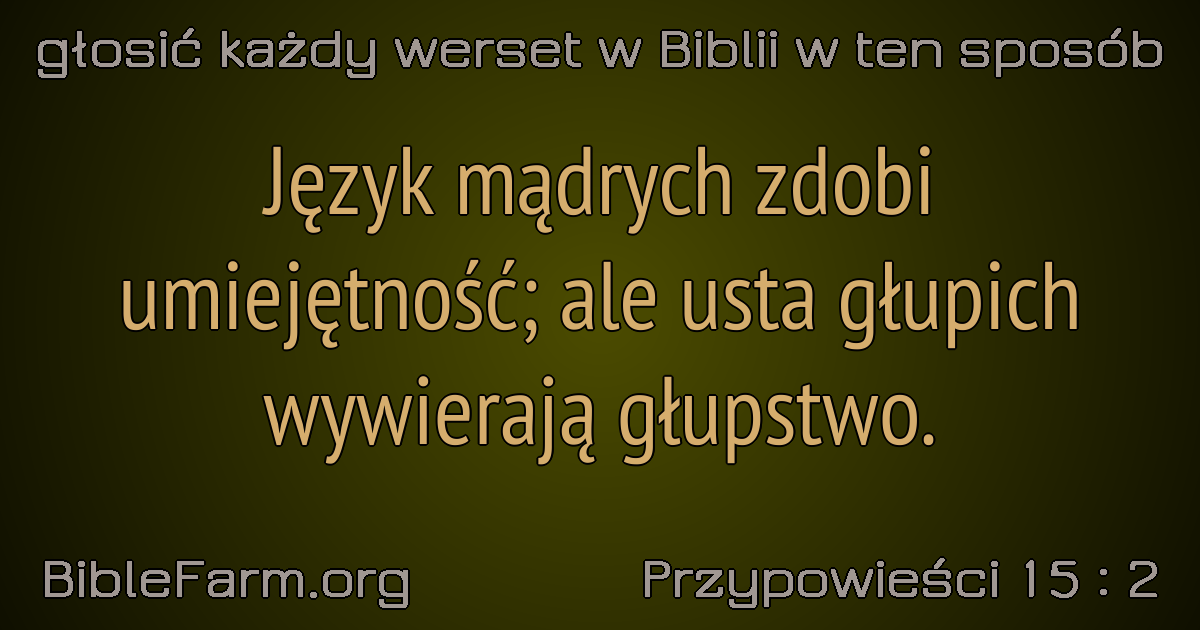 głosić każdy werset w Biblii w ten sposób
Język mądrych zdobi
umiejętność; ale usta głupich
wywierają głupstwo.
BibleFarm.org
Przypowieści 15 : 2